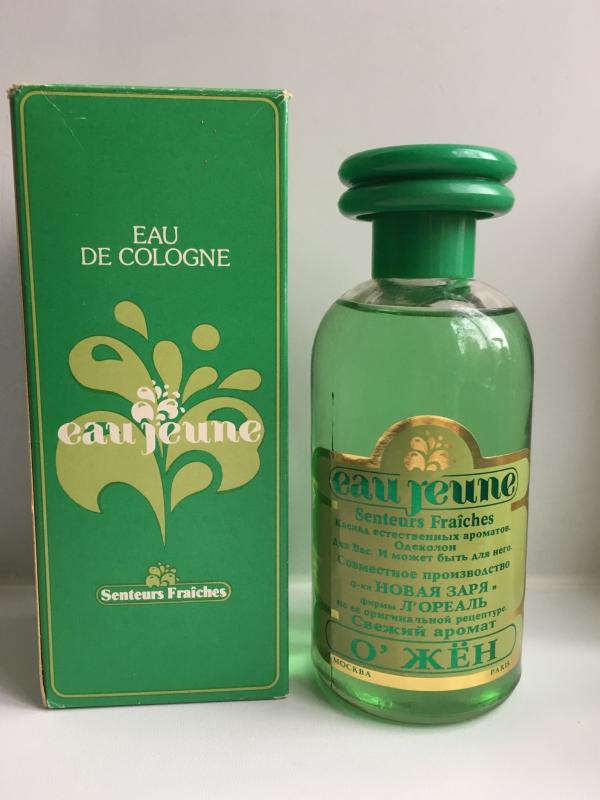 EAU
DE COLOGNE
eau jeune
Senteurs Fraîches
eau jeune
Senteurs Fraîches
Каскад естественных ароматов.
Одеколон
Для Вас. И может быть для него.
Совместное производство
ф-ки НОВАЯ ЗАРЯ и
фирмы Л'ОРЕАЛЬ
по ее оригинальной рецептуре.
Свежий аромат
О' ЖЁН
МОСКВА PARIS